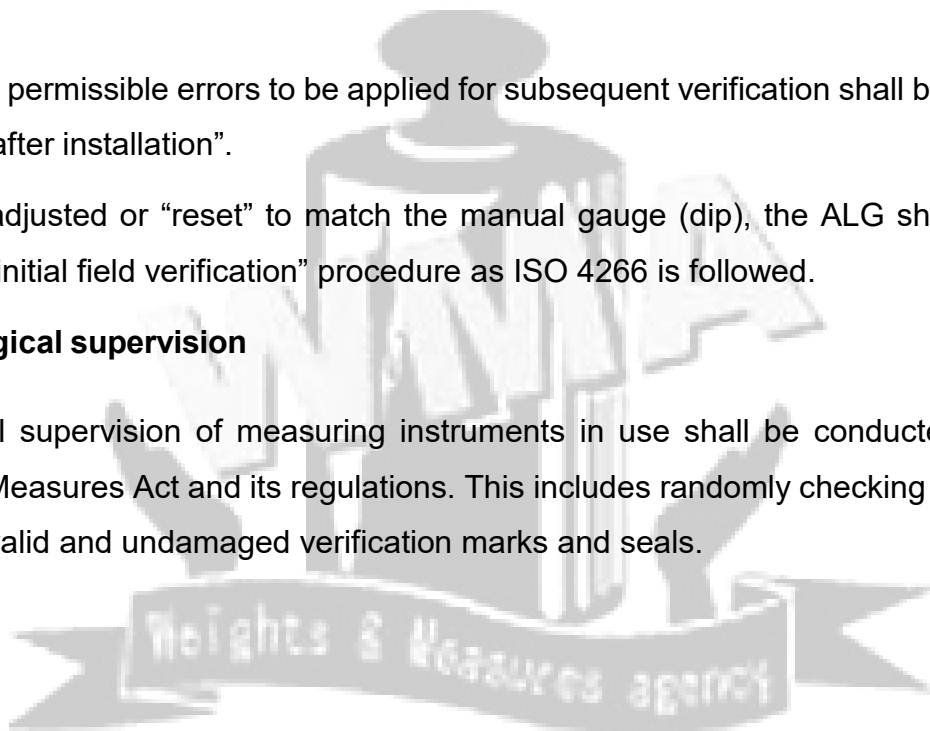 permissible errors to be applied for subsequent verification shall b
after installation”.
adjusted or “reset” to match the manual gauge (dip), the ALG sh
initial field verification” procedure as ISO 4266 is followed.
gical supervision
l supervision of measuring instruments in use shall be conducte
Measures Act and its regulations. This includes randomly checking
valid and undamaged verification marks and seals.
WMA
Weights & Measures agency